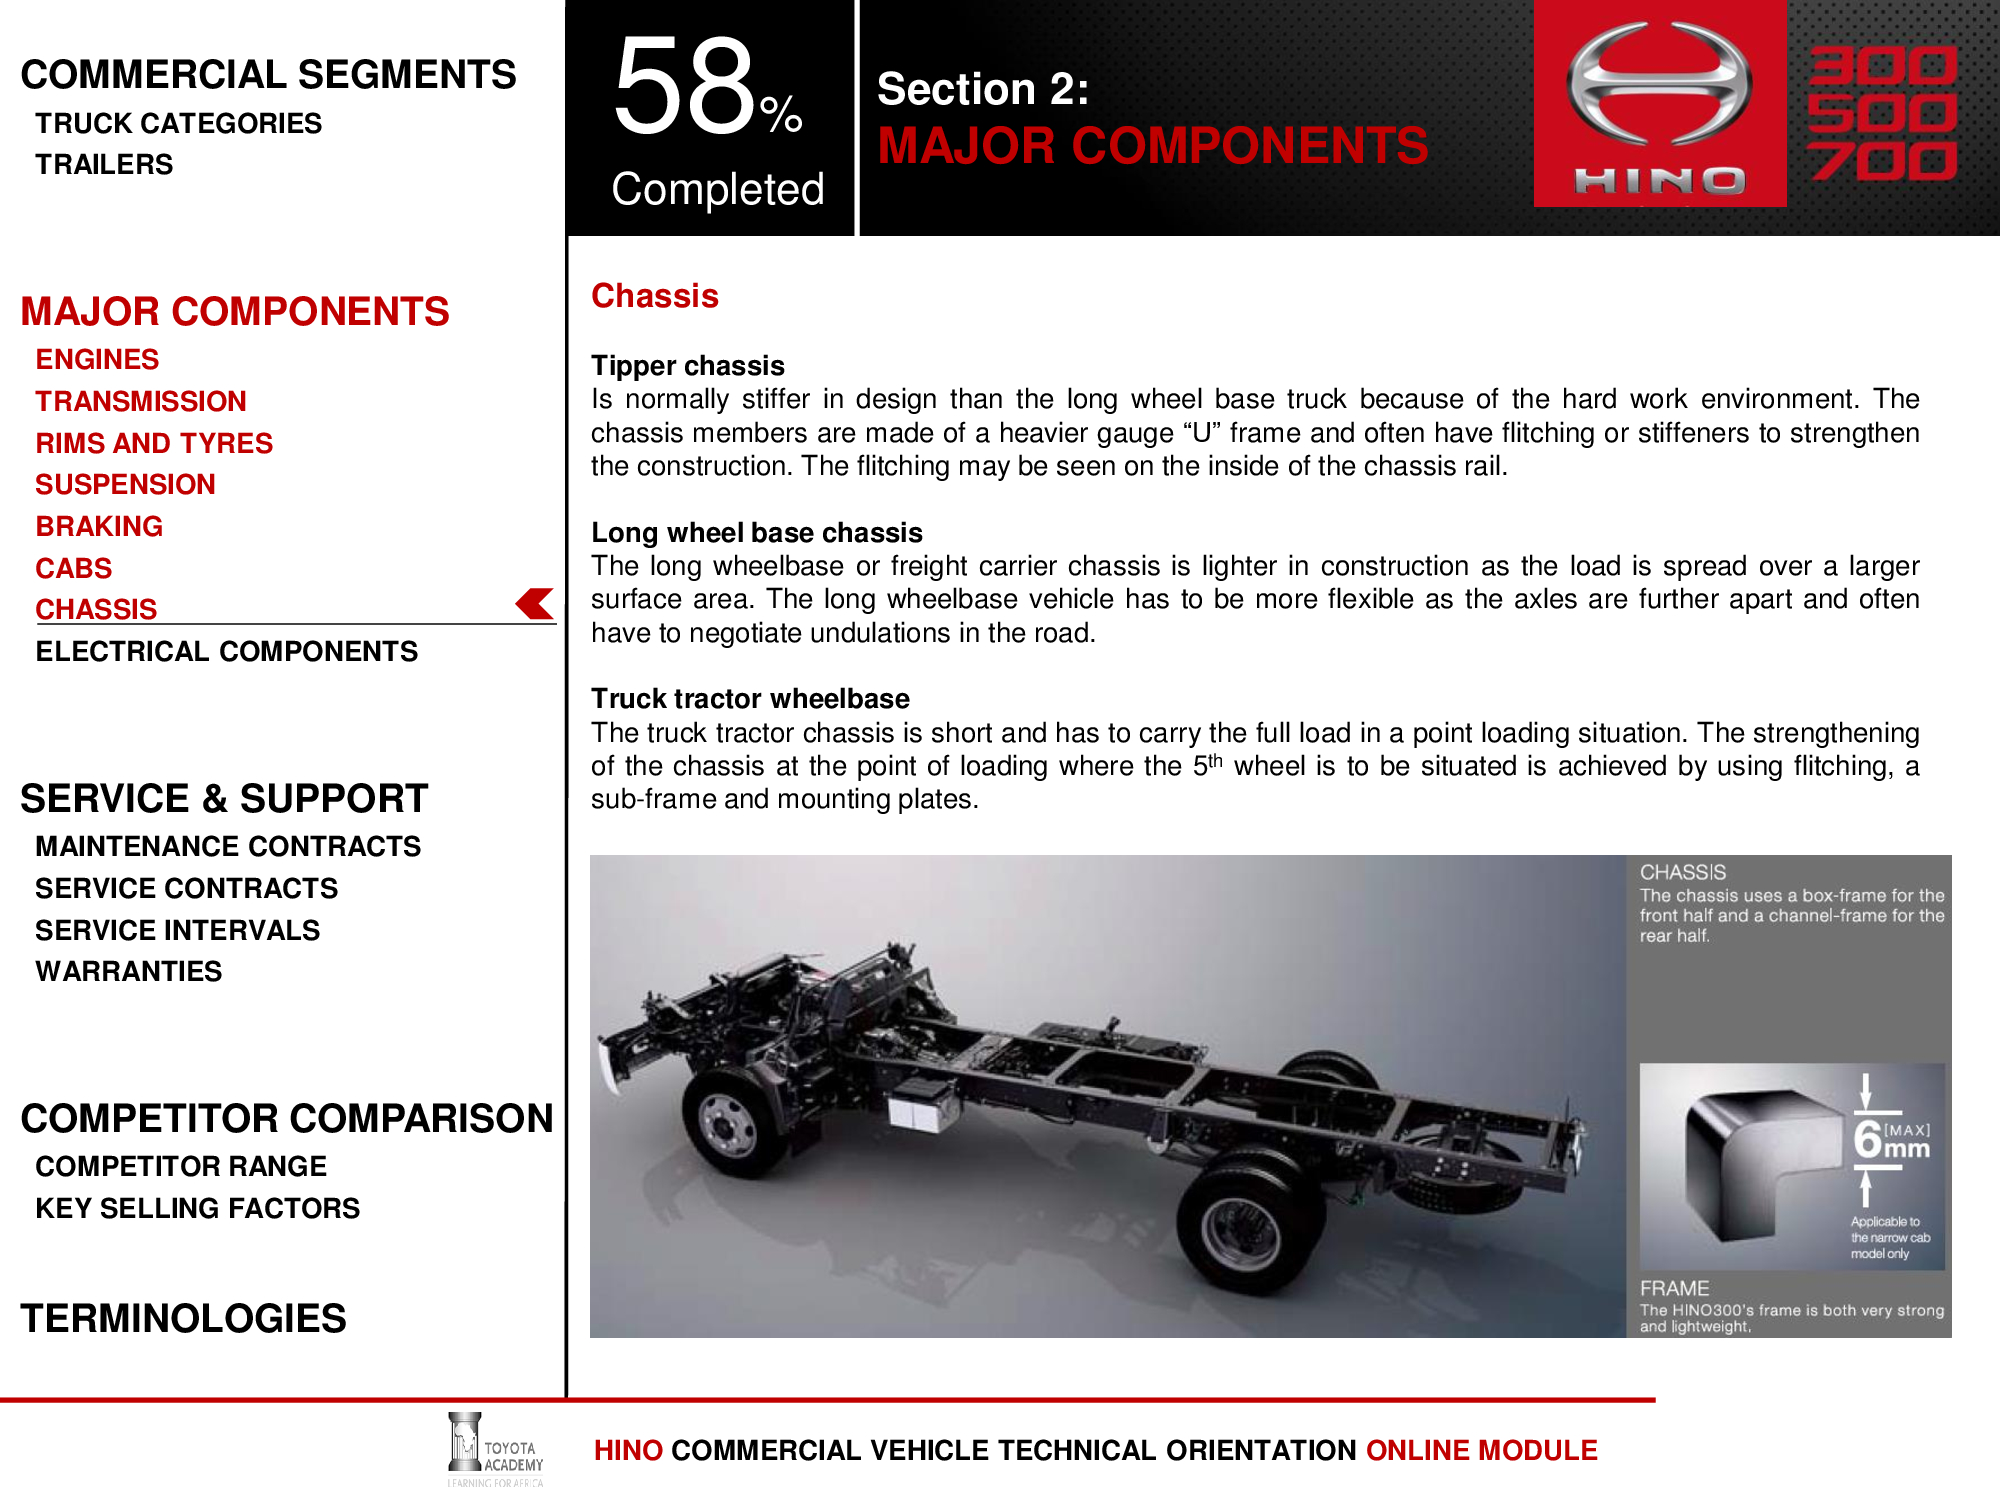 COMMERCIAL SEGMENTS
TRUCK CATEGORIES
TRAILERS
MAJOR COMPONENTS
ENGINES
TRANSMISSION
RIMS AND TYRES
SUSPENSION
BRAKING
CABS
CHASSIS
ELECTRICAL COMPONENTS
SERVICE & SUPPORT
MAINTENANCE CONTRACTS
SERVICE CONTRACTS
SERVICE INTERVALS
WARRANTIES
COMPETITOR COMPARISON
COMPETITOR RANGE
KEY SELLING FACTORS
TERMINOLOGIES
58%
Completed
Section 2:
MAJOR COMPONENTS
HINO
300
500
700
Chassis
Tipper chassis
Is normally stiffer in design than the long wheel base truck because of the hard work environment. The
chassis members are made of a heavier gauge “U” frame and often have flitching or stiffeners to strengthen
the construction. The flitching may be seen on the inside of the chassis rail.
Long wheel base chassis
The long wheelbase or freight carrier chassis is lighter in construction as the load is spread over a larger
surface area. The long wheelbase vehicle has to be more flexible as the axles are further apart and often
have to negotiate undulations in the road.
Truck tractor wheelbase
The truck tractor chassis is short and has to carry the full load in a point loading situation. The strengthening
of the chassis at the point of loading where the 5th wheel is to be situated is achieved by using flitching, a
sub-frame and mounting plates.
CHASSIS
The chassis uses a box-frame for the
front half and a channel-frame for the
rear half.
6mm [MAX]
Applicable to
the narrow cab
model only
FRAME
The HINO300's frame is both very strong
and lightweight,
TOYOTA
ACADEMY
LEARNING FOR AFRICA
HINO COMMERCIAL VEHICLE TECHNICAL ORIENTATION ONLINE MODULE